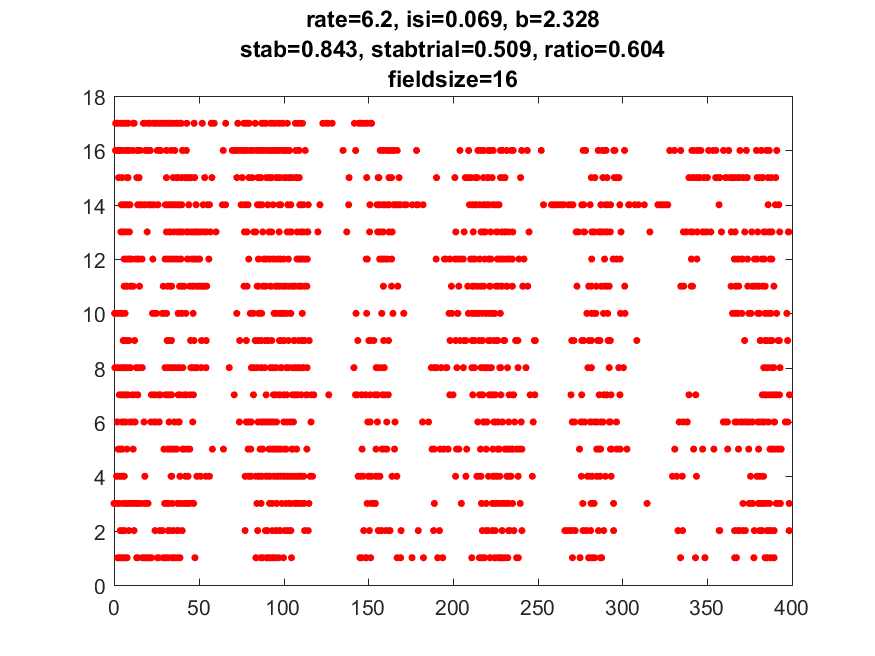 rate=6.2, isi=0.069, b=2.328
stab=0.843, stabtrial=0.509, ratio=0.604
fieldsize=16
18
16
14
12
10
8
6
4
2
0
0 50 100 150 200 250 300 350 400